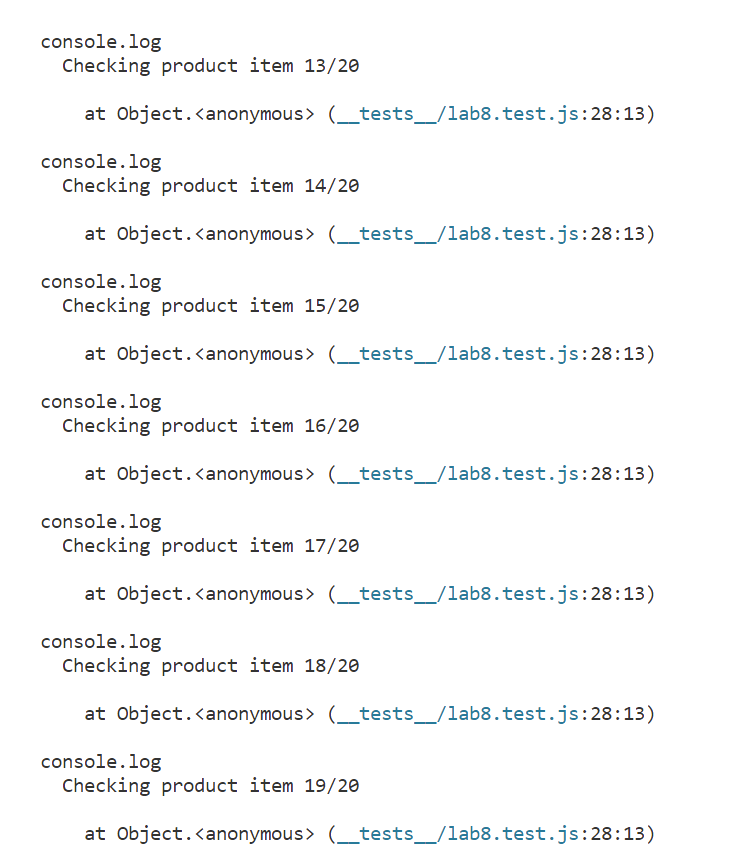 console.log
Checking product item 13/20
at Object.<anonymous> (__tests__/lab8.test.js:28:13)
console.log
Checking product item 14/20
at Object.<anonymous> (__tests__/lab8.test.js:28:13)
console.log
Checking product item 15/20
at Object.<anonymous> (__tests__/lab8.test.js:28:13)
console.log
Checking product item 16/20
at Object.<anonymous> (__tests__/lab8.test.js:28:13)
console.log
Checking product item 17/20
at Object.<anonymous> (__tests__/lab8.test.js:28:13)
console.log
Checking product item 18/20
at Object.<anonymous> (__tests__/lab8.test.js:28:13)
console.log
Checking product item 19/20
at Object.<anonymous> (__tests__/lab8.test.js:28:13)